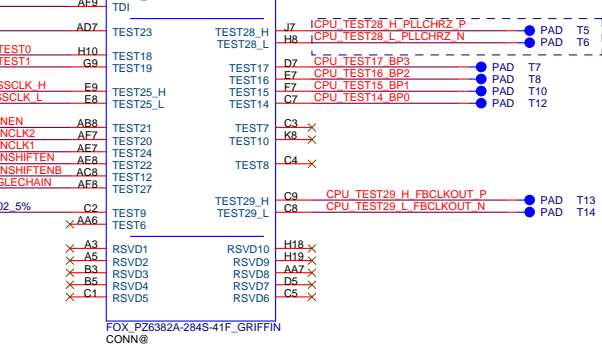 AF9 TDI
AD7 TEST23 TEST28_H J7 CPU_TEST28_H_PLLCHRZ_P PAD T5
TEST28_L H8 CPU_TEST28_L_PLLCHRZ_N PAD T6
TEST0 H10 TEST18
TEST1 G9 TEST19 TEST17 D7 CPU_TEST17_BP3 PAD T7
TEST16 E7 CPU_TEST16_BP2 PAD T8
SSCLK_H E9 TEST25_H TEST15 F7 CPU_TEST15_BP1 PAD T10
SSCLK_L E8 TEST25_L TEST14 C7 CPU_TEST14_BP0 PAD T12
NEN AB8 TEST21 TEST7 C3
NCLK2 AF7 TEST20 TEST10 K8
NCLK1 AE7 TEST24
NSHIFTEN AE8 TEST22 TEST8 C4
NSHIFTENB AC8 TEST12
GLECHAIN AF8 TEST27
TEST29_H C9 CPU_TEST29_H_FBCLKOUT_P PAD T13
02_5% C2 TEST9 TEST29_L C8 CPU_TEST29_L_FBCLKOUT_N PAD T14
AA6 TEST6
A3 RSVD1 RSVD10 H18
A5 RSVD2 RSVD9 H19
B3 RSVD3 RSVD8 AA7
B5 RSVD4 RSVD7 D5
C1 RSVD5 RSVD6 C5
FOX_PZ6382A-284S-41F_GRIFFIN
CONN@